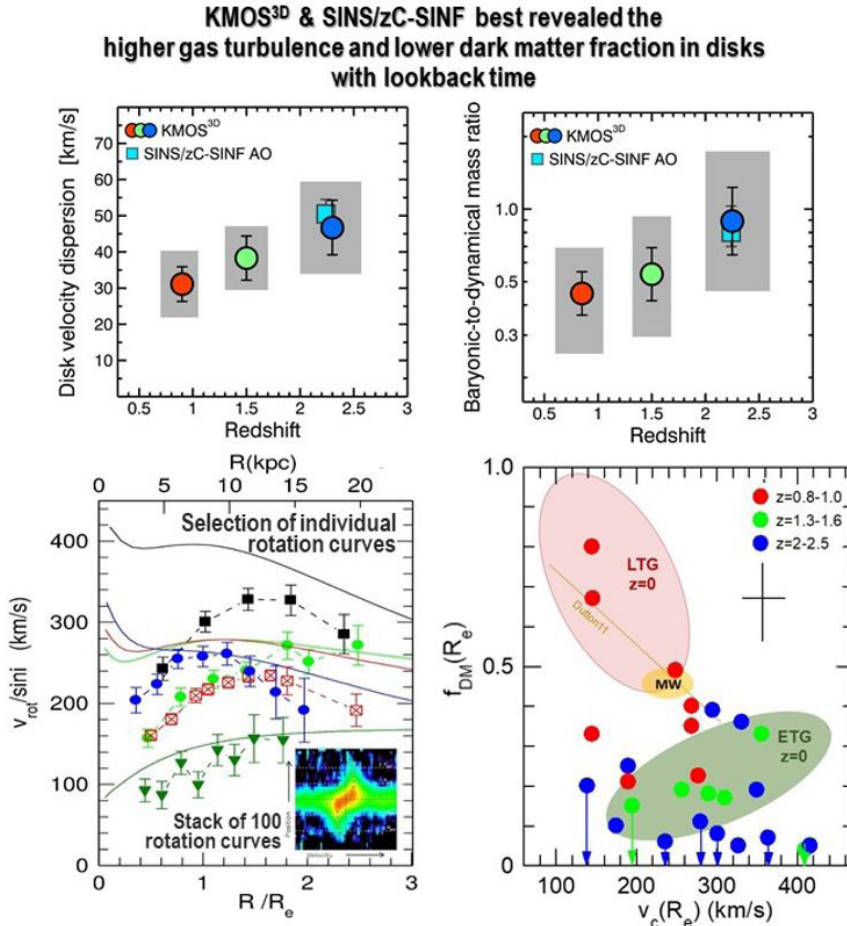 KMOS3D & SINS/zC-SINF best revealed the
higher gas turbulence and lower dark matter fraction in disks
with lookback time
Disk velocity dispersion [km/s]
80
70
60
50
40
30
20
10
KMOS3D
SINS/zC-SINF AO
0.5 1 1.5 2 2.5 3
Redshift
Baryonic-to-dynamical mass ratio
1.0
0.5
0.3
KMOS3D
SINS/zC-SINF AO
0.5 1 1.5 2 2.5 3
Redshift
R(kpc)
0 5 10 15 20
v_rot/sini (km/s)
400
300
200
100
0
Selection of individual
rotation curves
Stack of 100
rotation curves
Position
Velocity
0 1 2 3
R/Re
f_DM(Re)
1.0
0.5
0
z=0.8-1.0
z=1.3-1.6
z=2-2.5
LTG
z=0
Dutton11
MW
ETG
z=0
100 200 300 400
v_c(Re) (km/s)